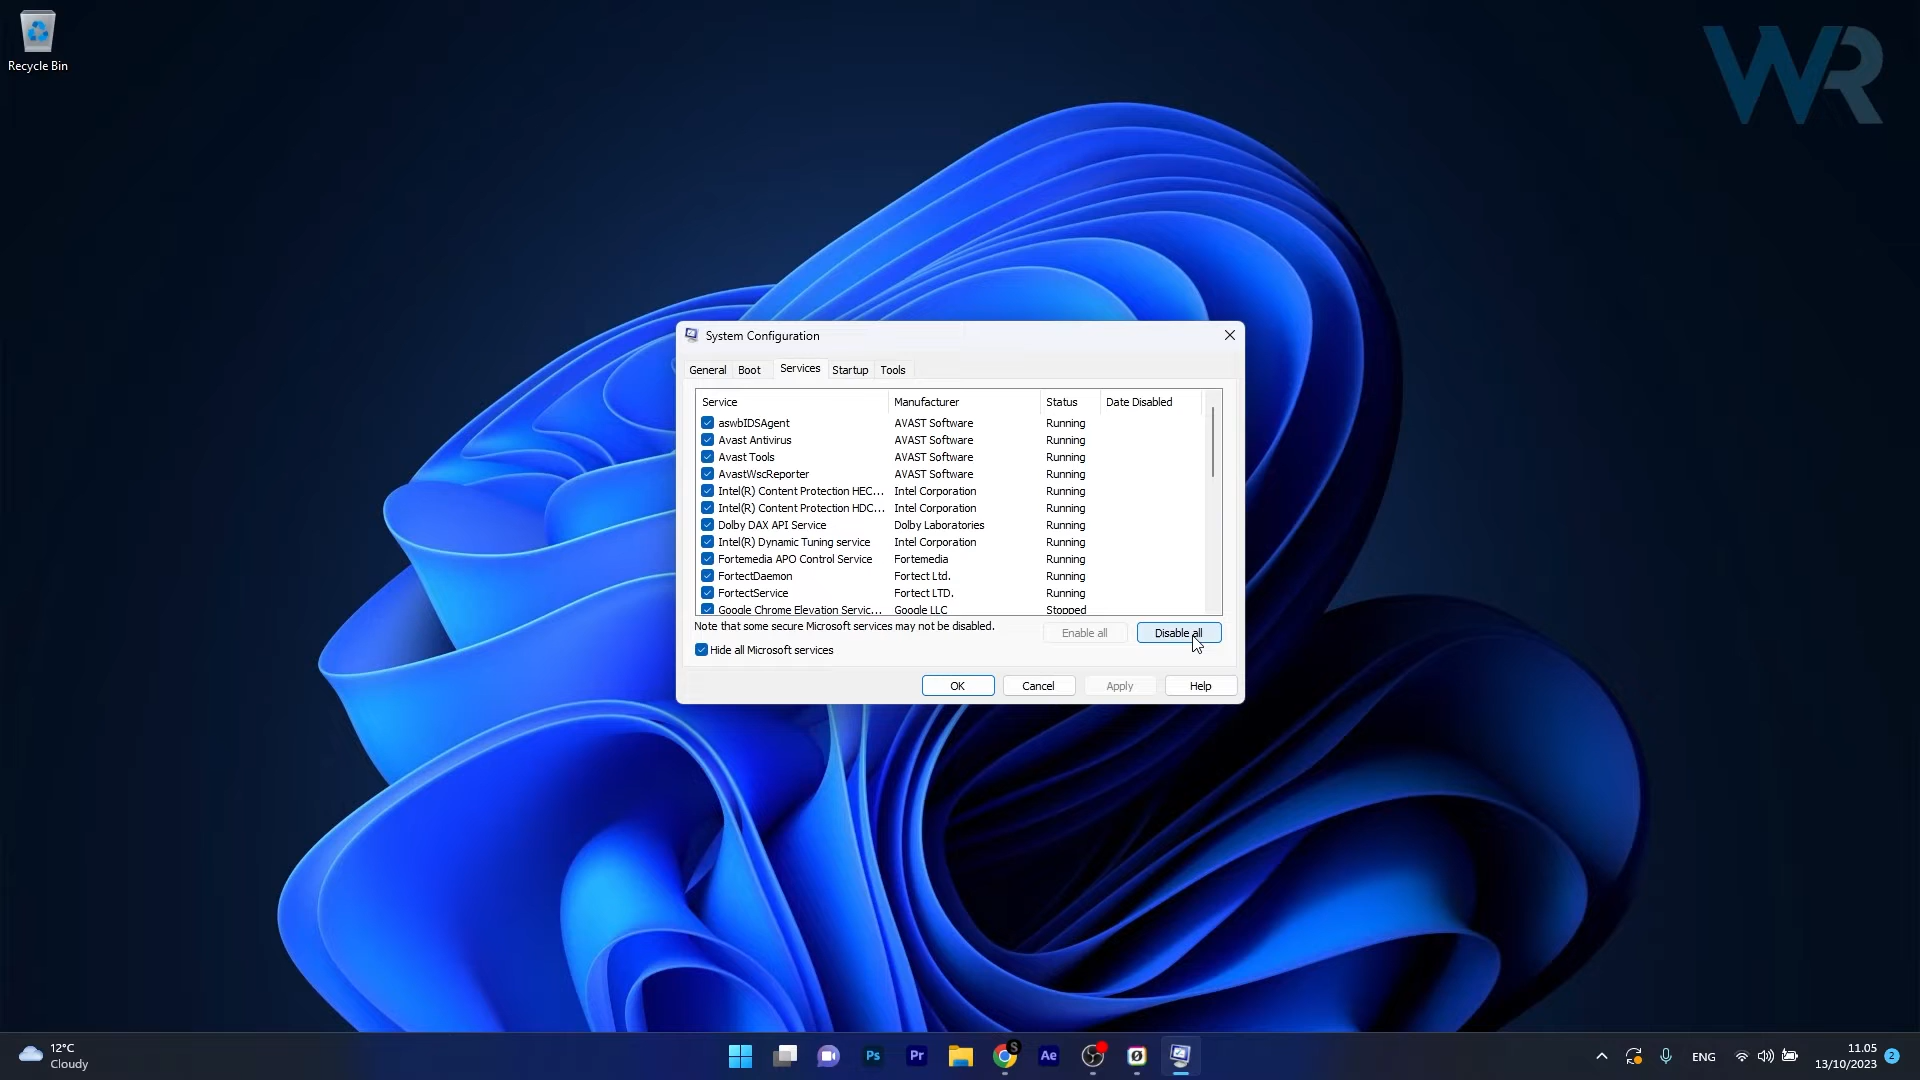 Recycle Bin
WR
System Configuration
General Boot Services Startup Tools
Service Manufacturer Status Date Disabled
aswbIDSAgent AVAST Software Running
Avast Antivirus AVAST Software Running
Avast Tools AVAST Software Running
AvastWscReporter AVAST Software Running
Intel(R) Content Protection HEC... Intel Corporation Running
Intel(R) Content Protection HDC... Intel Corporation Running
Dolby DAX API Service Dolby Laboratories Running
Intel(R) Dynamic Tuning service Intel Corporation Running
Fortemedia APO Control Service Fortemedia Running
FortectDaemon Fortect Ltd. Running
FortectService Fortect LTD. Running
Google Chrome Elevation Servic... Google LLC Stopped
Note that some secure Microsoft services may not be disabled.
Enable all Disable all
Hide all Microsoft services
OK Cancel Apply Help
12°C
Cloudy
Ps Pr S Ae
ENG
11.05
13/10/2023
2